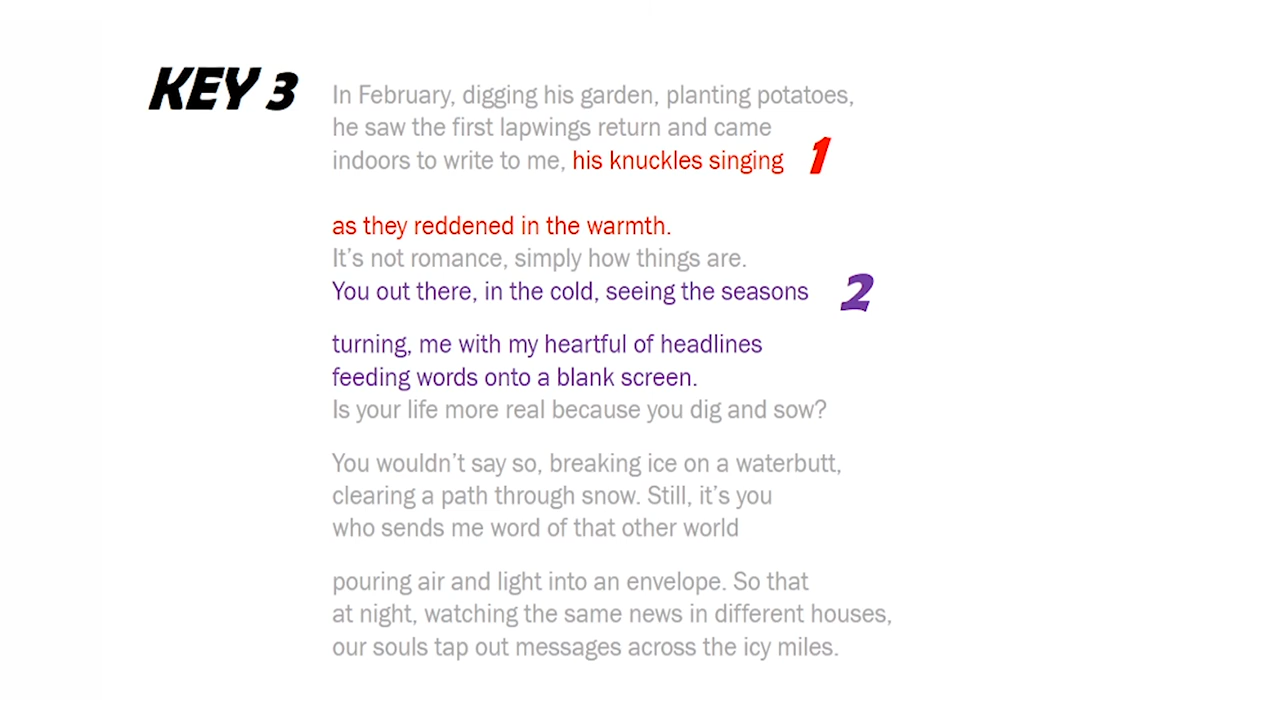 KEY 3
In February, digging his garden, planting potatoes,
he saw the first lapwings return and came
indoors to write to me, his knuckles singing
1
as they reddened in the warmth.
It’s not romance, simply how things are.
You out there, in the cold, seeing the seasons
2
turning, me with my heartful of headlines
feeding words onto a blank screen.
Is your life more real because you dig and sow?
You wouldn’t say so, breaking ice on a waterbutt,
clearing a path through snow. Still, it’s you
who sends me word of that other world
pouring air and light into an envelope. So that
at night, watching the same news in different houses,
our souls tap out messages across the icy miles.